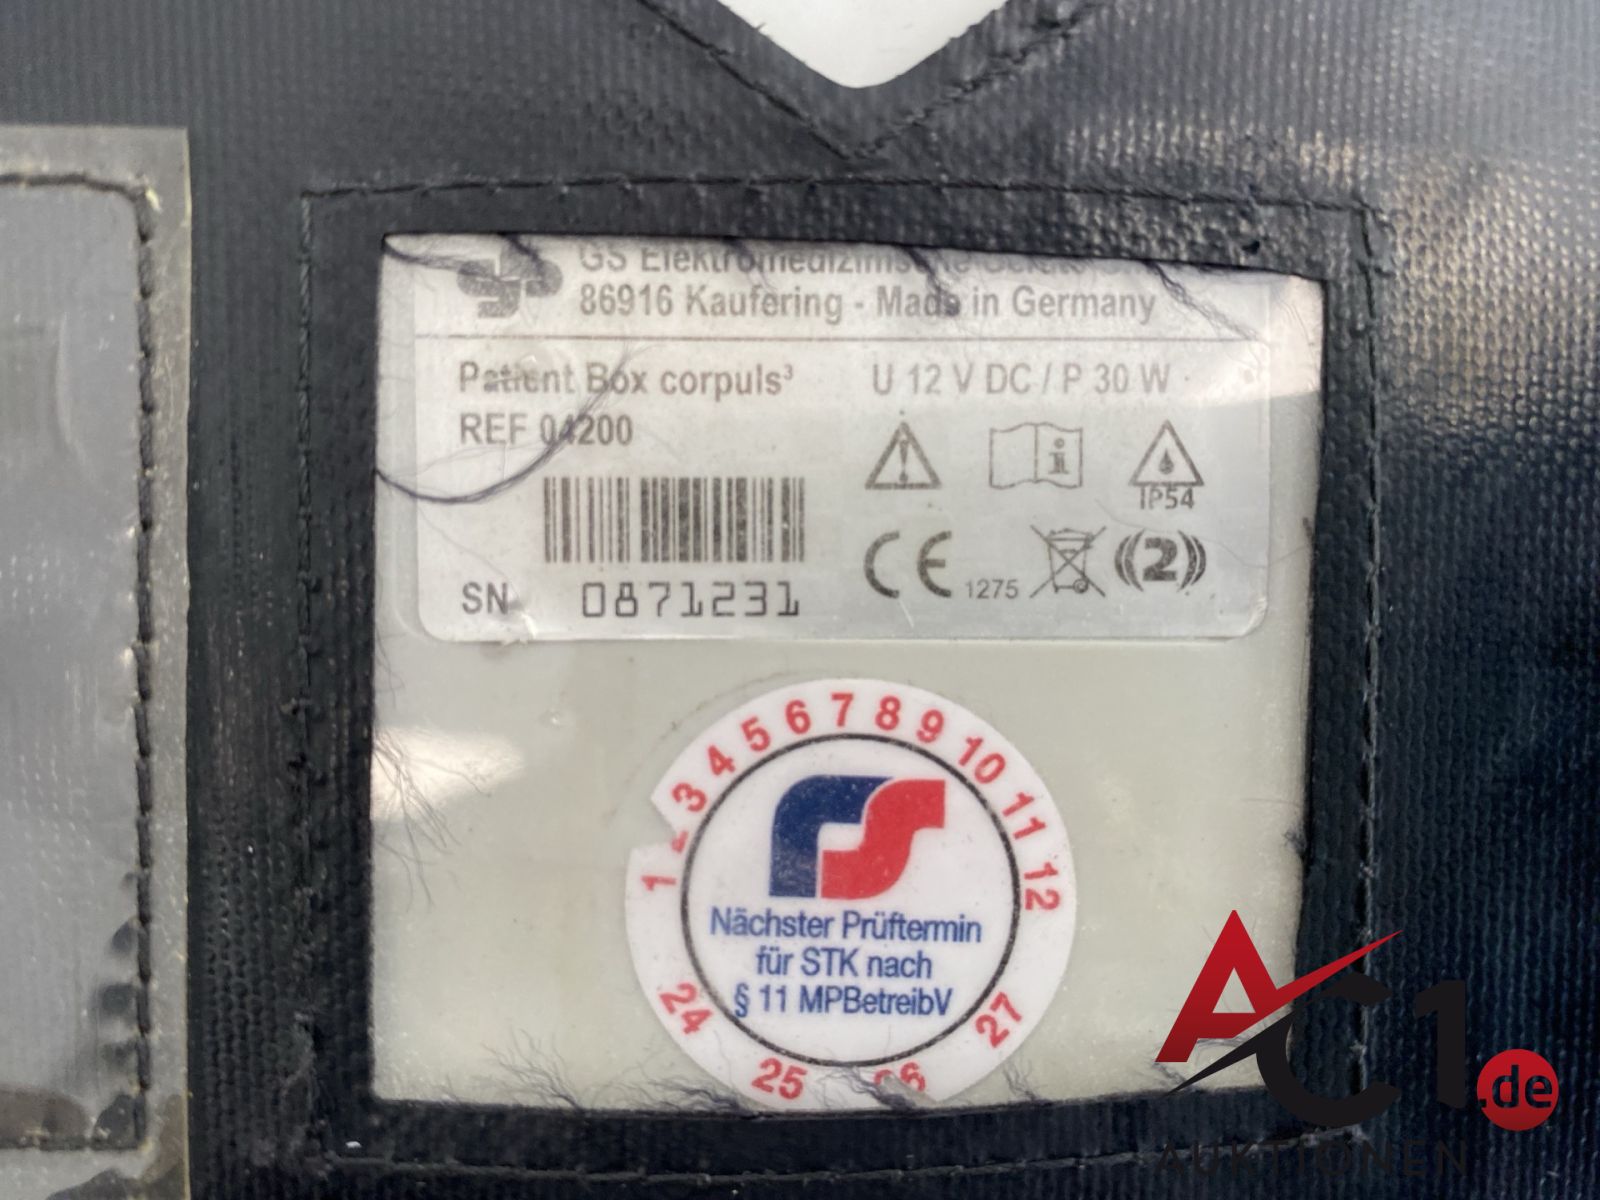 GS Elektromedizinische Geräte
86916 Kaufering - Made in Germany
Patient Box corpuls³
U 12 V DC / P 30 W
REF 04200
IP54
CE 1275
((2))
SN 0871231
1 2 3 4 5 6 7 8 9 10 11 12
FS
Nächster Prüftermin
für STK nach
§ 11 MPBetreibV
24 25 26 27
AC1.de
AUKTIONEN